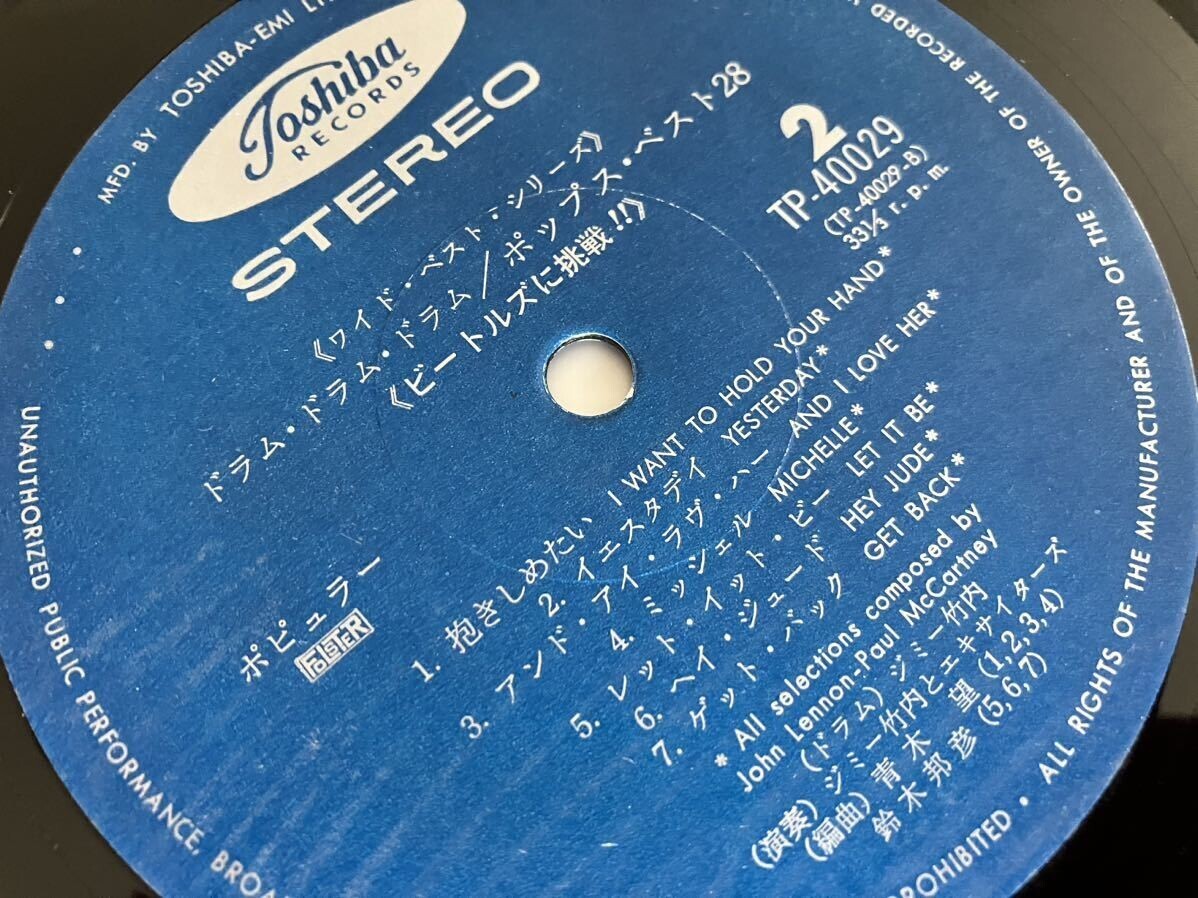 MFD. BY TOSHIBA-EMI
Toshiba
RECORDS
STEREO
《ワイド・ベスト・シリーズ》
ドラム・ドラム・ドラム/ポップス・ベスト28
《ビートルズに挑戦!!》
2
TP-40029
(TP-40029-B)
33⅓ r. p. m.
ポピュラー
1. 抱きしめたい I WANT TO HOLD YOUR HAND*
2. イエスタデイ YESTERDAY*
3. アンド・アイ・ラヴ・ハー AND I LOVE HER*
4. ミッシェル MICHELLE*
5. レット・イット・ビー LET IT BE*
6. ヘイ・ジュード HEY JUDE*
7. ゲット・バック GET BACK*
* All selections composed by
John Lennon-Paul McCartney
(ドラム) ジミー竹内
(演奏) ジミー竹内とエキサイターズ
(編曲) 青木 望 (1,2,3,4)
鈴木邦彦 (5,6,7)
ALL RIGHTS OF THE MANUFACTURER AND OF THE OWNER OF THE RECORDED
UNAUTHORIZED PUBLIC PERFORMANCE,
PROHIBITED •